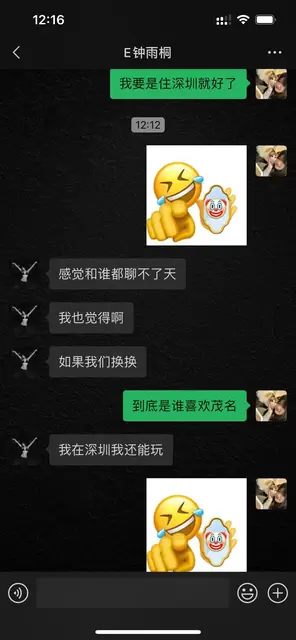 12:16
E钟雨桐
我要是住深圳就好了
12:12
感觉和谁都聊不了天
我也觉得啊
如果我们换换
到底是谁喜欢茂名
我在深圳我还能玩